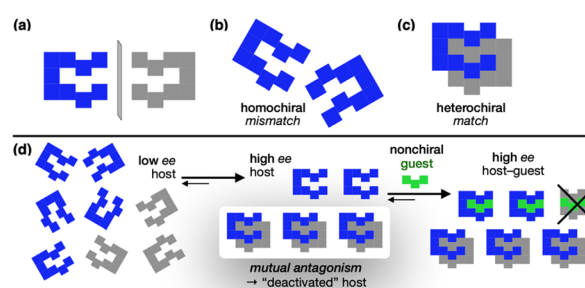 (a)
(b)
homochiral
mismatch
(c)
heterochiral
match
(d)
low ee
host
high ee
host
mutual antagonism
→ "deactivated" host
nonchiral
guest
high ee
host–guest